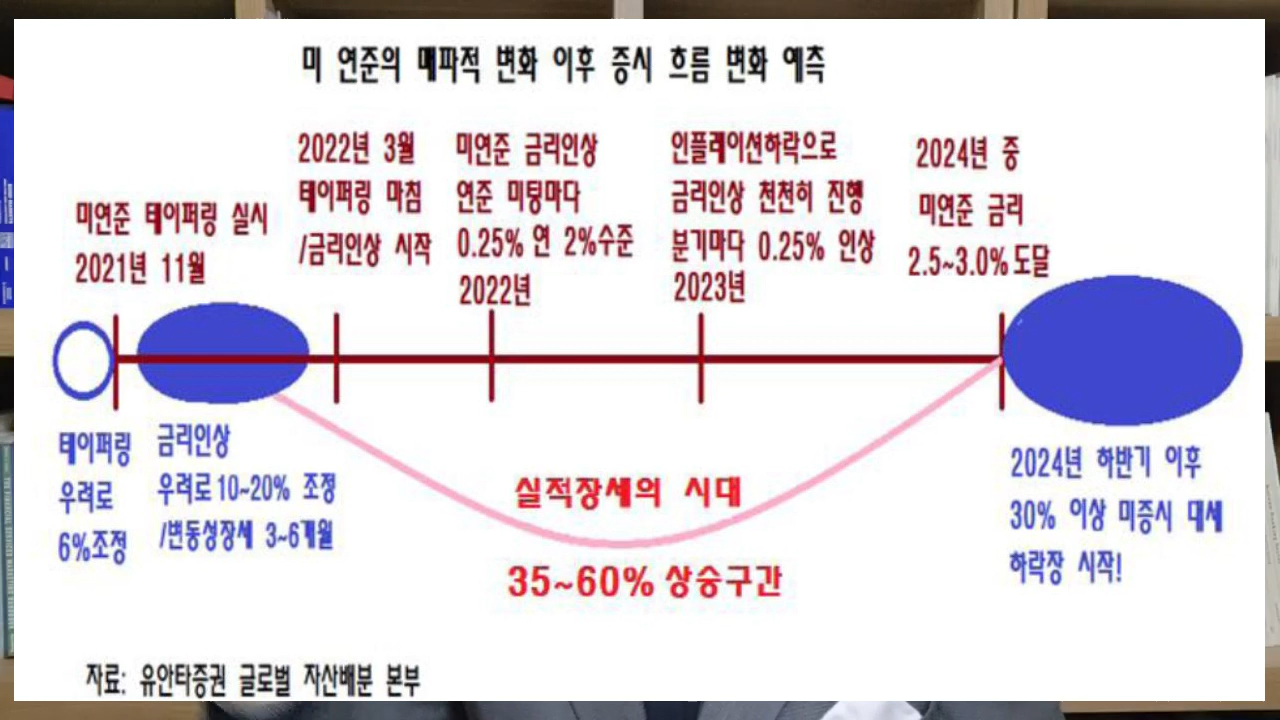 미 연준의 매파적 변화 이후 증시 흐름 변화 예측
미연준 테이퍼링 실시
2021년 11월
2022년 3월
테이퍼링 마침
/금리인상 시작
미연준 금리인상
연준 미팅마다
0.25% 연 2%수준
2022년
인플레이션하락으로
금리인상 천천히 진행
분기마다 0.25% 인상
2023년
2024년 중
미연준 금리
2.5~3.0% 도달
테이퍼링
우려로
6%조정
금리인상
우려로 10~20% 조정
/변동성장세 3~6개월
실적장세의 시대
35~60% 상승구간
2024년 하반기 이후
30% 이상 미증시 대세
하락장 시작!
자료: 유안타증권 글로벌 자산배분 본부